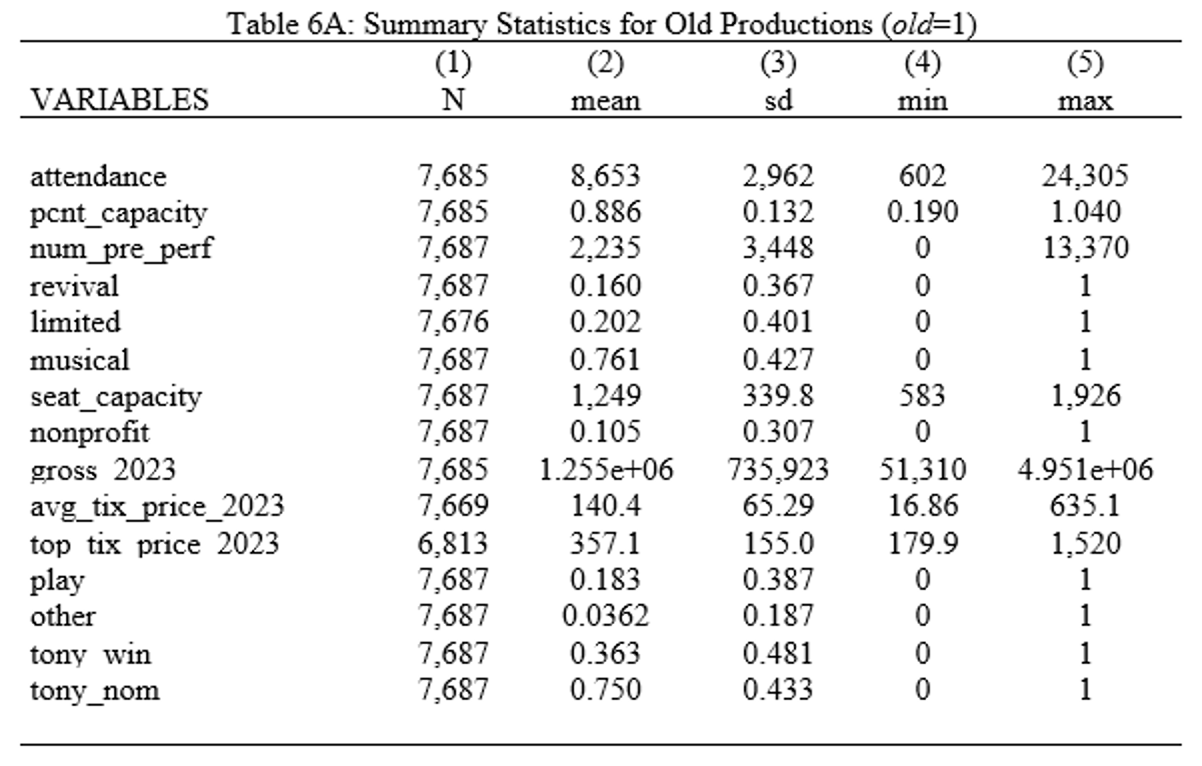 Table 6A: Summary Statistics for Old Productions (old=1)
(1) (2) (3) (4) (5)
VARIABLES N mean sd min max
attendance 7,685 8,653 2,962 602 24,305
pcnt_capacity 7,685 0.886 0.132 0.190 1.040
num_pre_perf 7,687 2,235 3,448 0 13,370
revival 7,687 0.160 0.367 0 1
limited 7,676 0.202 0.401 0 1
musical 7,687 0.761 0.427 0 1
seat_capacity 7,687 1,249 339.8 583 1,926
nonprofit 7,687 0.105 0.307 0 1
gross_2023 7,685 1.255e+06 735,923 51,310 4.951e+06
avg_tix_price_2023 7,669 140.4 65.29 16.86 635.1
top_tix_price_2023 6,813 357.1 155.0 179.9 1,520
play 7,687 0.183 0.387 0 1
other 7,687 0.0362 0.187 0 1
tony_win 7,687 0.363 0.481 0 1
tony_nom 7,687 0.750 0.433 0 1